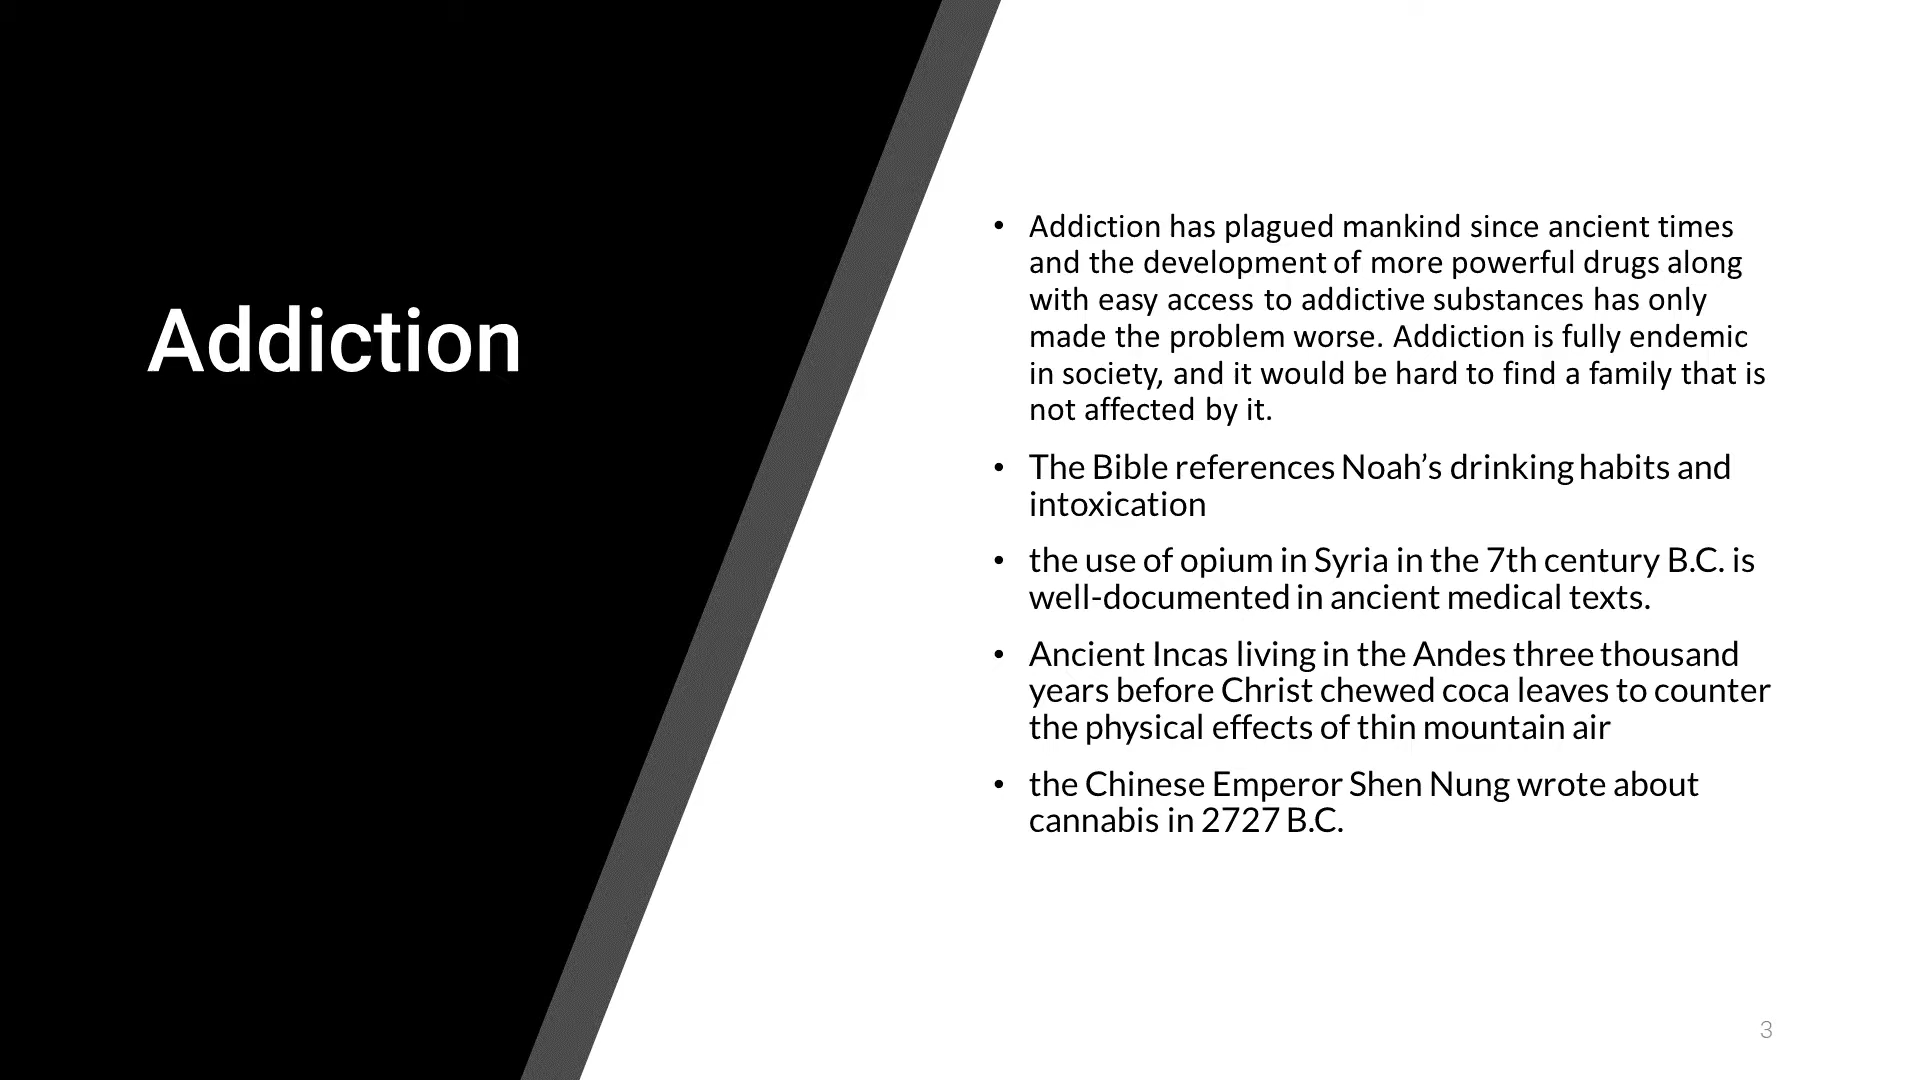 Addiction
• Addiction has plagued mankind since ancient times
and the development of more powerful drugs along
with easy access to addictive substances has only
made the problem worse. Addiction is fully endemic
in society, and it would be hard to find a family that is
not affected by it.
• The Bible references Noah’s drinking habits and
intoxication
• the use of opium in Syria in the 7th century B.C. is
well-documented in ancient medical texts.
• Ancient Incas living in the Andes three thousand
years before Christ chewed coca leaves to counter
the physical effects of thin mountain air
• the Chinese Emperor Shen Nung wrote about
cannabis in 2727 B.C.
3